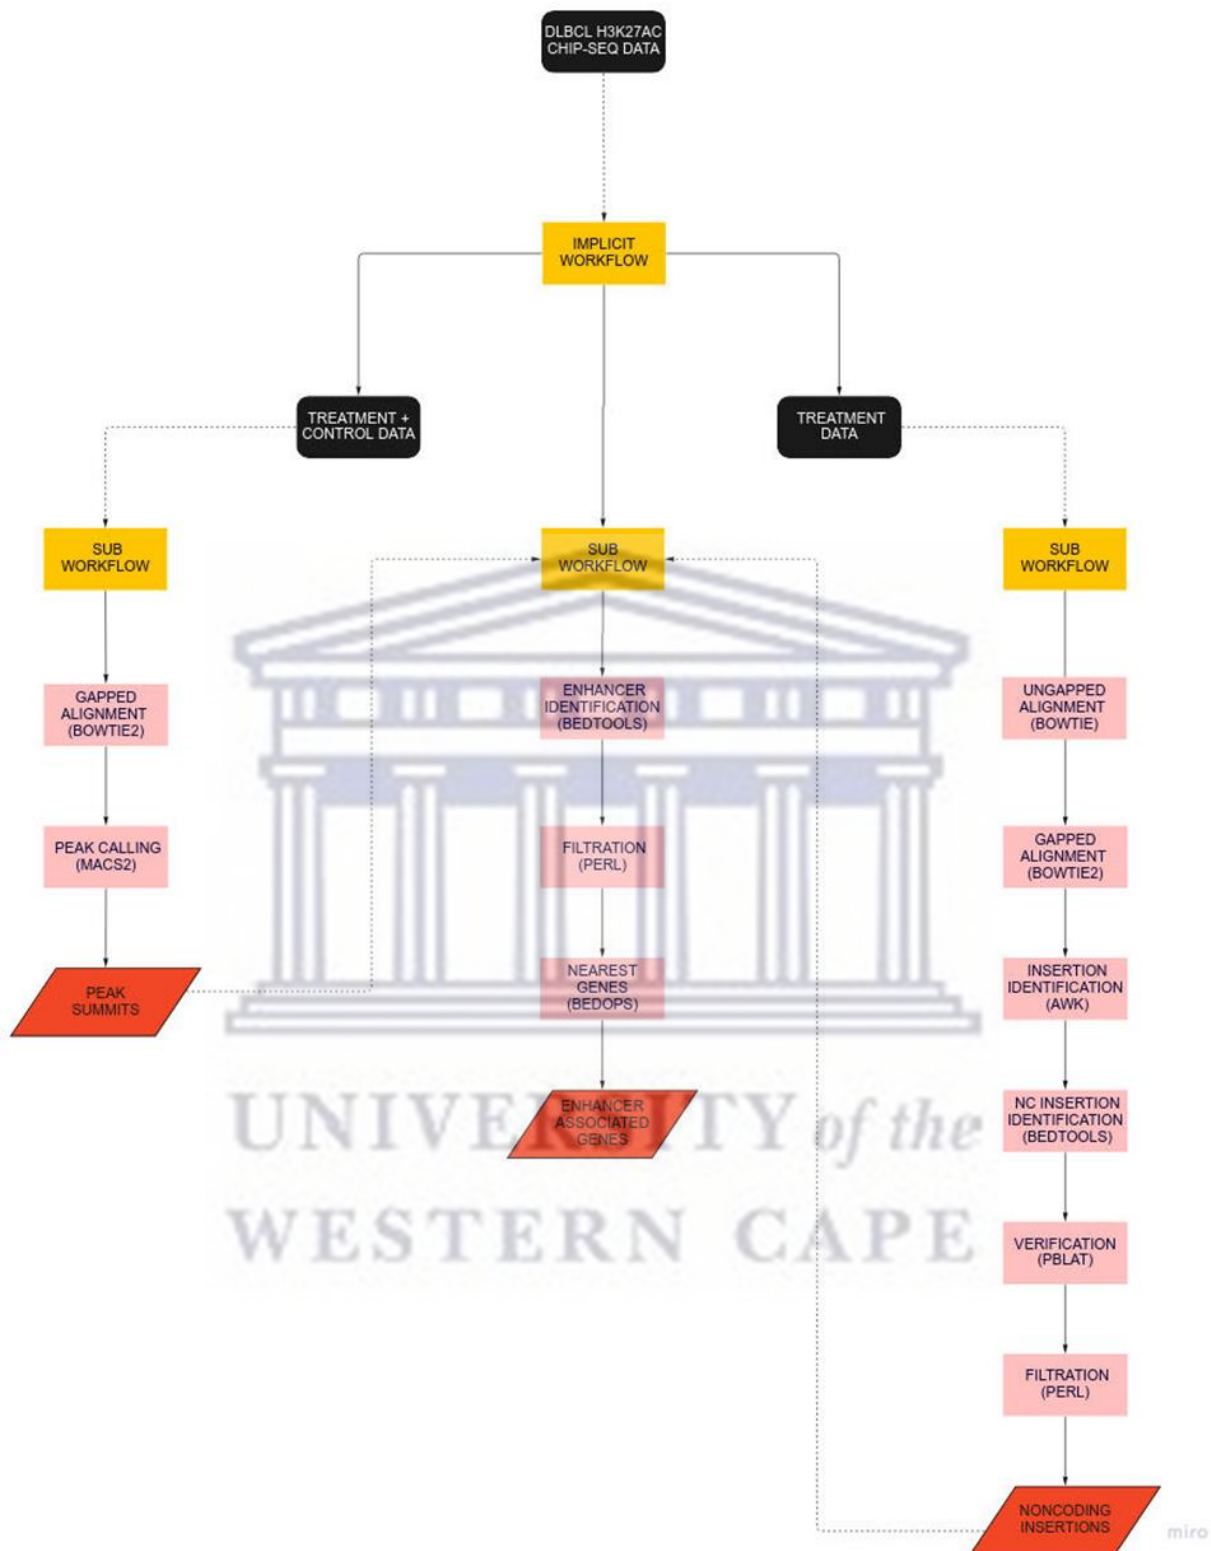 DLBCL H3K27AC
CHIP-SEQ DATA
IMPLICIT
WORKFLOW
TREATMENT +
CONTROL DATA
TREATMENT
DATA
SUB
WORKFLOW
SUB
WORKFLOW
SUB
WORKFLOW
GAPPED
ALIGNMENT
(BOWTIE2)
ENHANCER
IDENTIFICATION
(BEDTOOLS)
UNGAPPED
ALIGNMENT
(BOWTIE)
PEAK CALLING
(MACS2)
FILTRATION
(PERL)
GAPPED
ALIGNMENT
(BOWTIE2)
PEAK
SUMMITS
NEAREST
GENES
(BEDOPS)
INSERTION
IDENTIFICATION
(AWK)
ENHANCER
ASSOCIATED
GENES
NC INSERTION
IDENTIFICATION
(BEDTOOLS)
UNIVERSITY of the
WESTERN CAPE
VERIFICATION
(PBLAT)
FILTRATION
(PERL)
NONCODING
INSERTIONS
miro